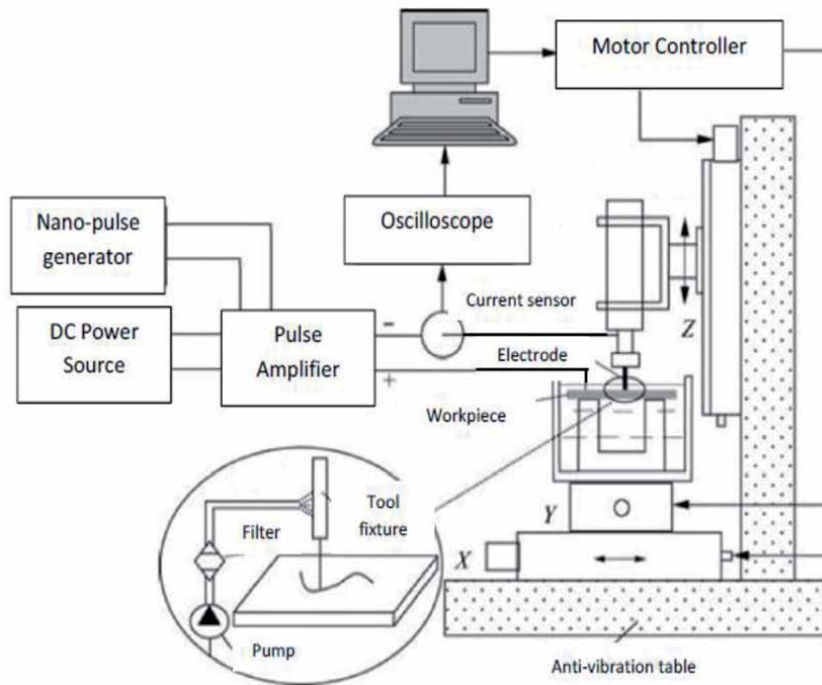 Motor Controller
Nano-pulse
generator
Oscilloscope
DC Power
Source
Pulse
Amplifier
-
+
Current sensor
Electrode
Z
Workpiece
Tool
fixture
Filter
Y
X
Pump
Anti-vibration table